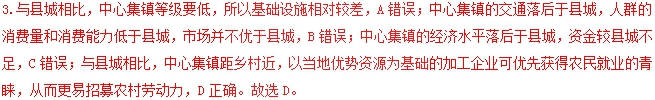 3.与县城相比，中心集镇等级要低，所以基础设施相对较差，A错误；中心集镇的交通落后于县城，人群的
消费量和消费能力低于县城，市场并不优于县城，B错误；中心集镇的经济水平落后于县城，资金较县城不
足，C错误；与县城相比，中心集镇距乡村近，以当地优势资源为基础的加工企业可优先获得农民就业的青
睐，从而更易招募农村劳动力，D正确。故选D。